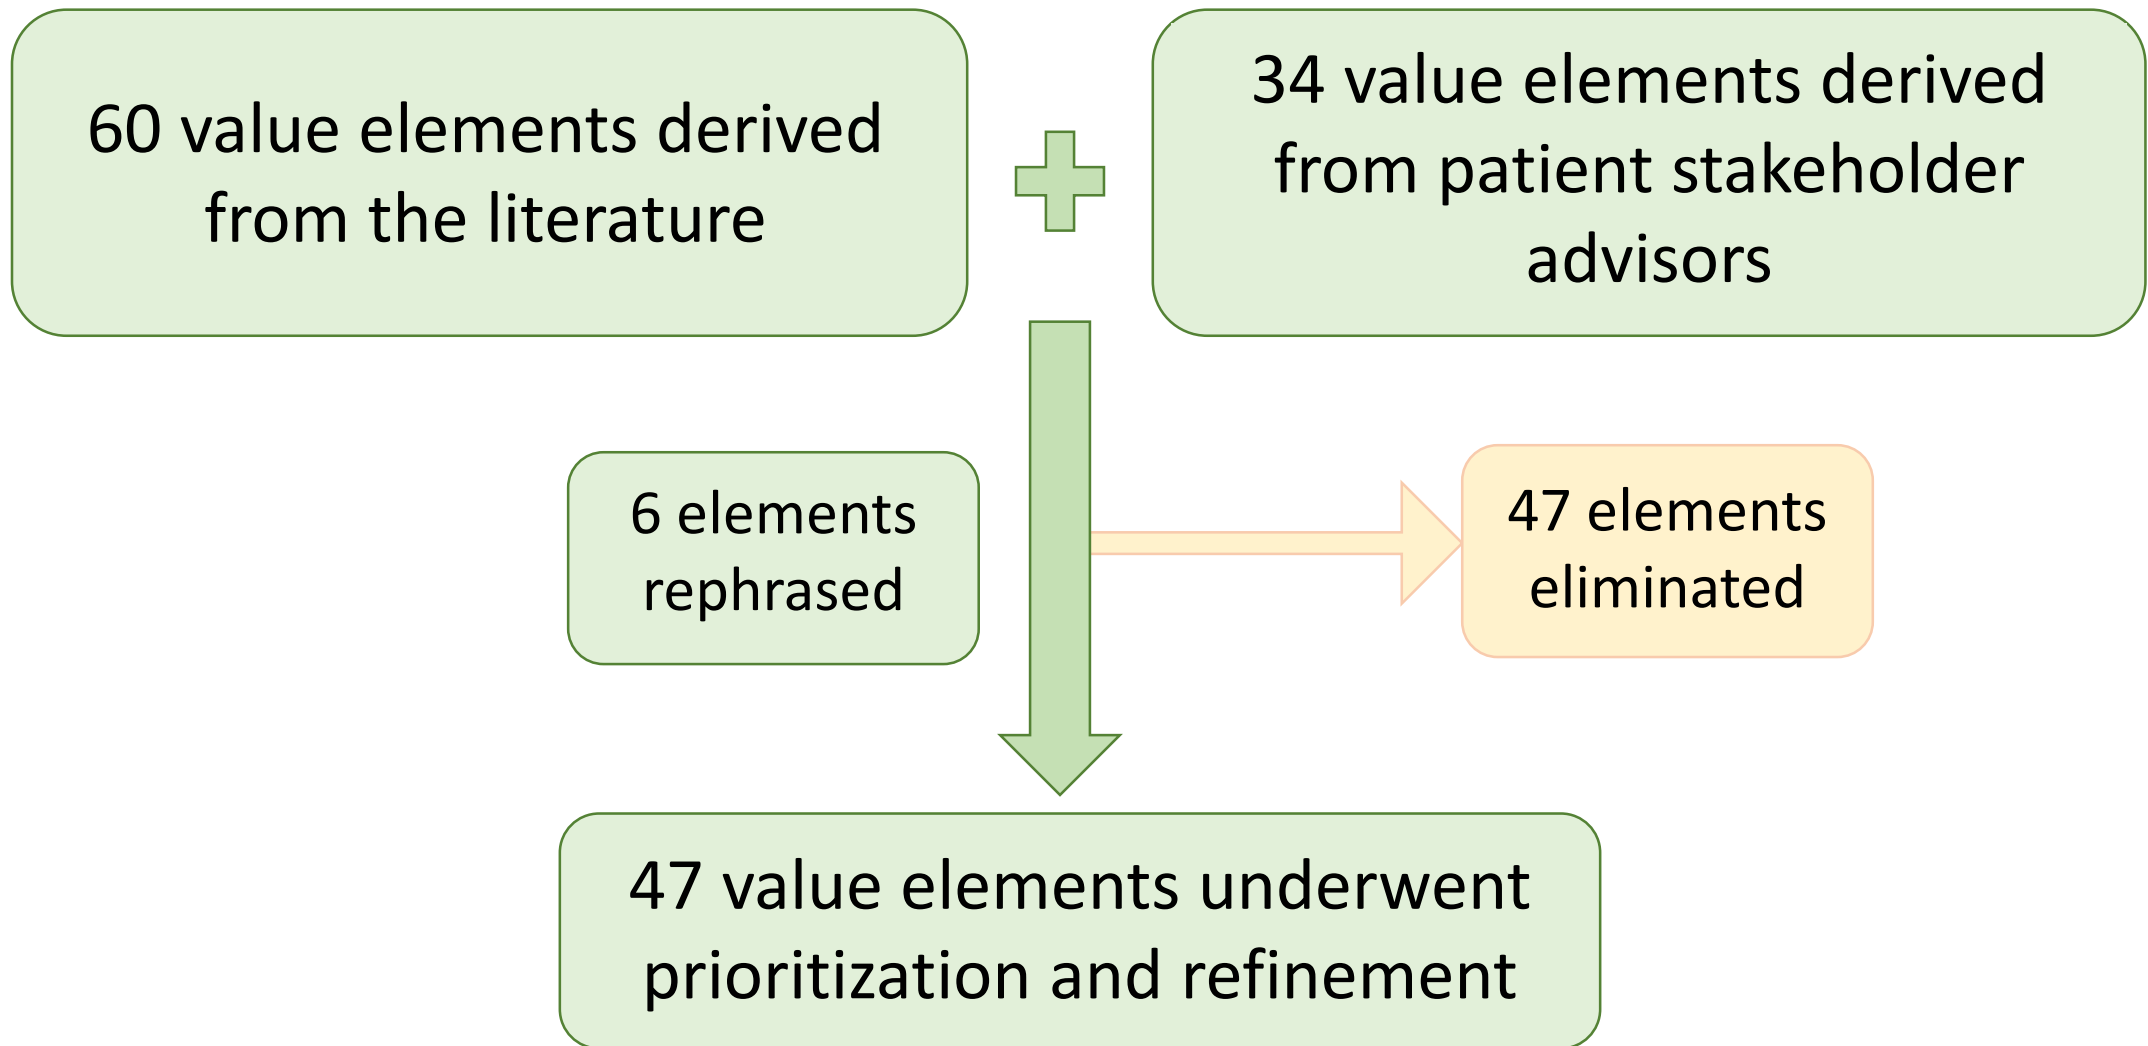 60 value elements derived
from the literature
34 value elements derived
from patient stakeholder
advisors
6 elements
rephrased
47 elements
eliminated
47 value elements underwent
prioritization and refinement